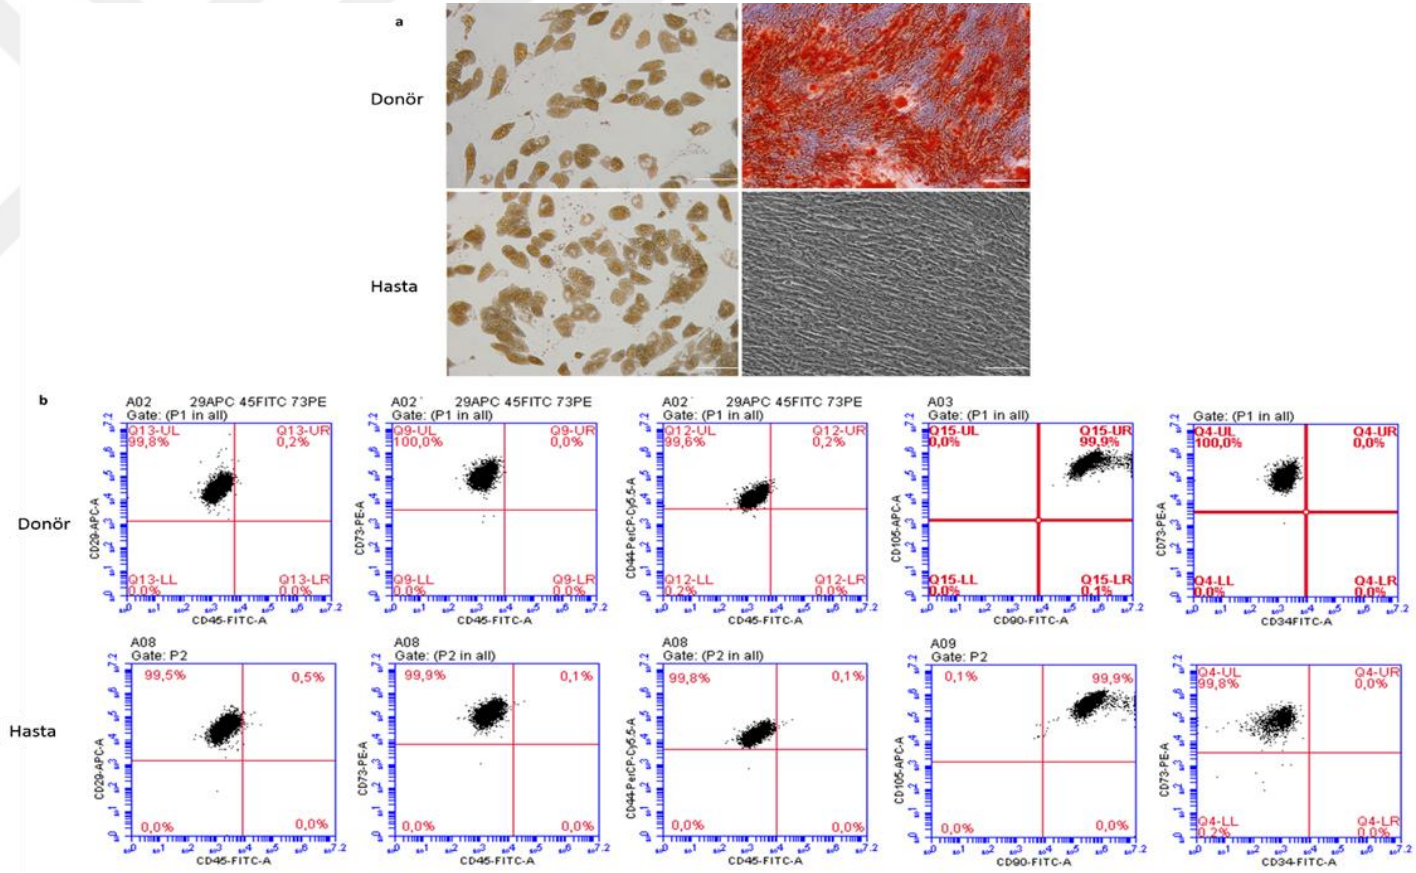 a
Donör
Hasta
b
A02 29APC 45FITC 73PE
Gate: (P1 in all)
Q13-UL Q13-UR
99,8% 0,2%
Q13-LL Q13-LR
0,0% 0,0%
CD29-APC-A
CD45-FITC-A
A02 29APC 45FITC 73PE
Gate: (P1 in all)
Q9-UL Q9-UR
100,0% 0,0%
Q9-LL Q9-LR
0,0% 0,0%
CD73-PE-A
CD45-FITC-A
A02 29APC 45FITC 73PE
Gate: (P1 in all)
Q12-UL Q12-UR
99,6% 0,2%
Q12-LL Q12-LR
0,2% 0,0%
CD44-PerCP-Cy5.5-A
CD45-FITC-A
A03
Gate: (P1 in all)
Q15-UL Q15-UR
0,0% 99,9%
Q15-LL Q15-LR
0,0% 0,1%
CD105-APC-A
CD90-FITC-A
Gate: (P1 in all)
Q4-UL Q4-UR
100,0% 0,0%
Q4-LL Q4-LR
0,0% 0,0%
CD73-PE-A
CD34-FITC-A
Donör
A08
Gate: P2
99,5% 0,5%
0,0% 0,0%
CD29-APC-A
CD45-FITC-A
A08
Gate: (P2 in all)
99,9% 0,1%
0,0% 0,0%
CD73-PE-A
CD45-FITC-A
A08
Gate: (P2 in all)
99,8% 0,1%
0,0% 0,0%
CD44-PerCP-Cy5.5-A
CD45-FITC-A
A09
Gate: P2
0,1% 99,9%
0,0% 0,0%
CD105-APC-A
CD90-FITC-A
Q4-UL Q4-UR
99,8% 0,0%
Q4-LL Q4-LR
0,2% 0,0%
CD73-PE-A
CD34-FITC-A
Hasta